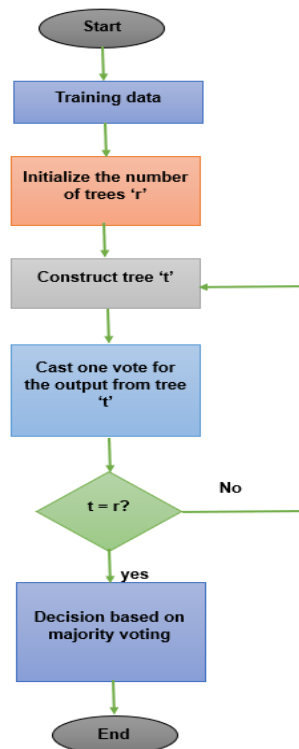 Start
Training data
Initialize the number
of trees ‘r’
Construct tree ‘t’
Cast one vote for
the output from tree
‘t’
t = r?
No
yes
Decision based on
majority voting
End